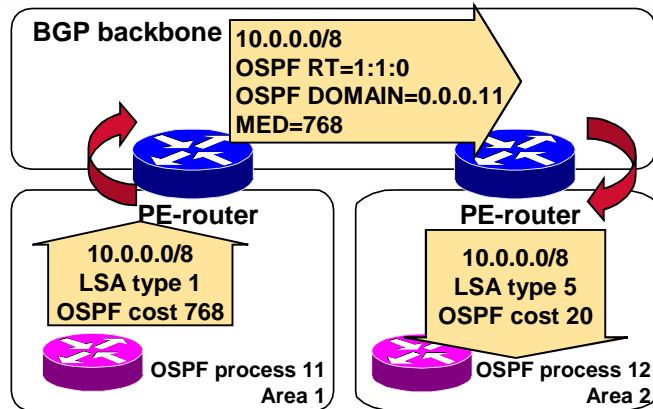 BGP backbone
10.0.0.0/8
OSPF RT=1:1:0
OSPF DOMAIN=0.0.0.11
MED=768
PE-router
PE-router
10.0.0.0/8
LSA type 1
OSPF cost 768
10.0.0.0/8
LSA type 5
OSPF cost 20
OSPF process 11
Area 1
OSPF process 12
Area 2